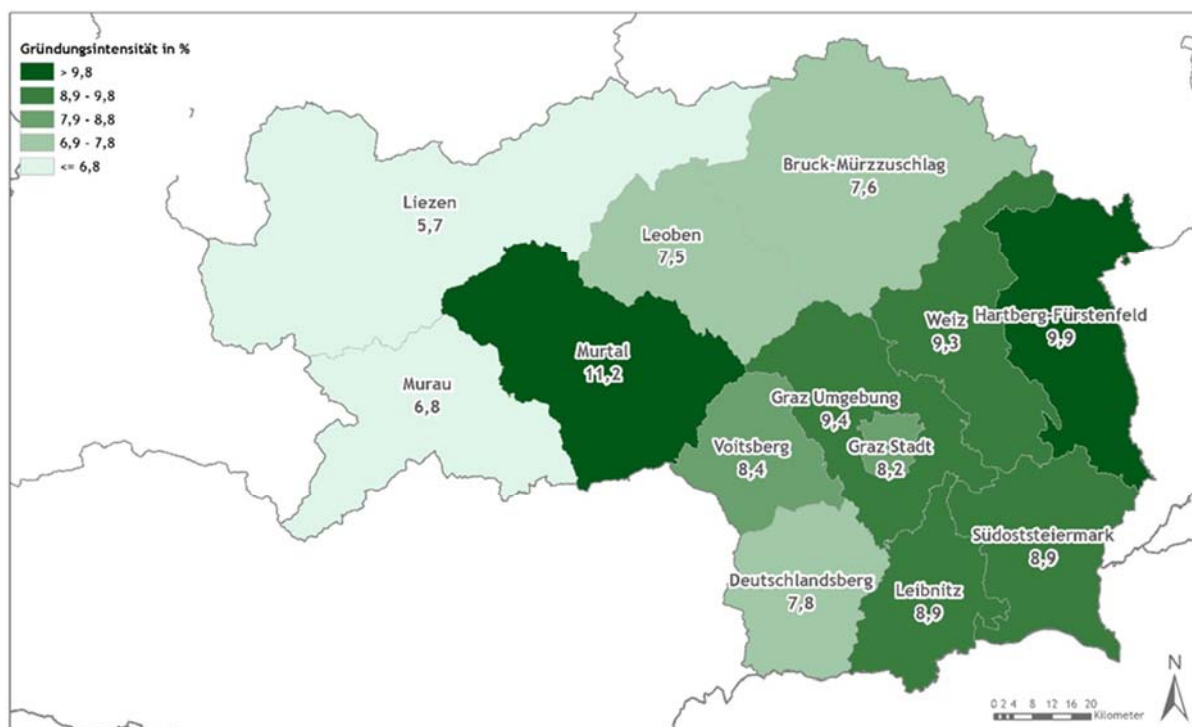 Gründungsintensität in %
> 9,8
8,9 - 9,8
7,9 - 8,8
6,9 - 7,8
<= 6,8
Bruck-Mürzzuschlag
7,6
Liezen
5,7
Leoben
7,5
Hartberg-Fürstenfeld
9,9
Weiz
9,3
Murtal
11,2
Murau
6,8
Graz Umgebung
9,4
Voitsberg
8,4
Graz Stadt
8,2
Südoststeiermark
8,9
Deutschlandsberg
7,8
Leibnitz
8,9
N
0 2 4 8 12 16 20
Kilometer